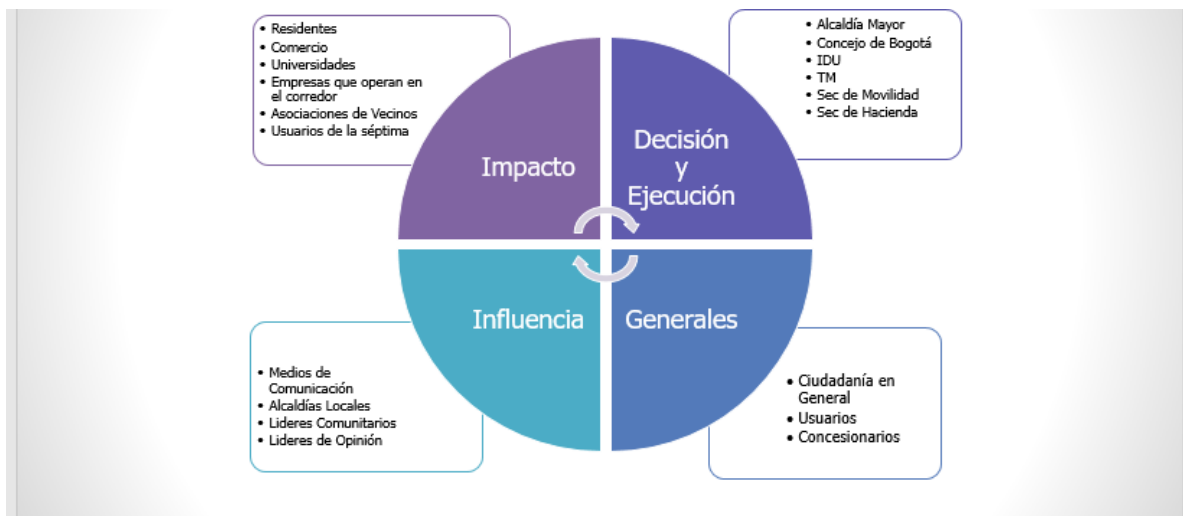 • Residentes
• Comercio
• Universidades
• Empresas que operan en
el corredor
• Asociaciones de Vecinos
• Usuarios de la séptima
• Alcaldía Mayor
• Concejo de Bogotá
• IDU
• TM
• Sec de Movilidad
• Sec de Hacienda
Impacto
Decisión
y
Ejecución
Influencia
Generales
• Medios de
Comunicación
• Alcaldías Locales
• Lideres Comunitarios
• Lideres de Opinión
• Ciudadanía en
General
• Usuarios
• Concesionarios